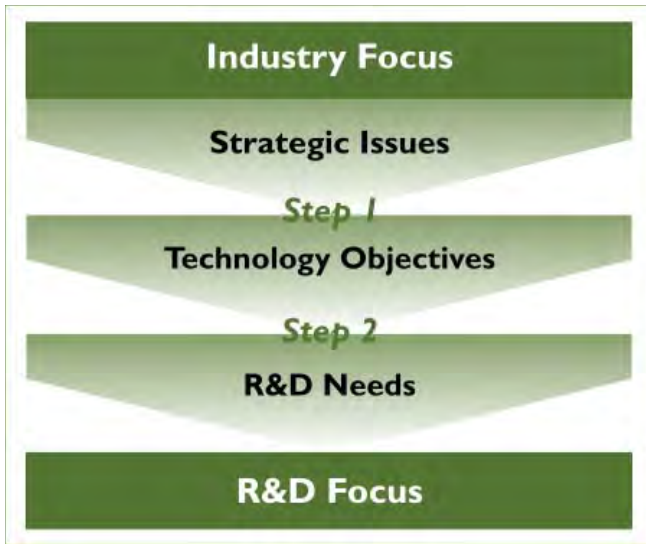 Industry Focus
Strategic Issues
Step 1
Technology Objectives
Step 2
R&D Needs
R&D Focus